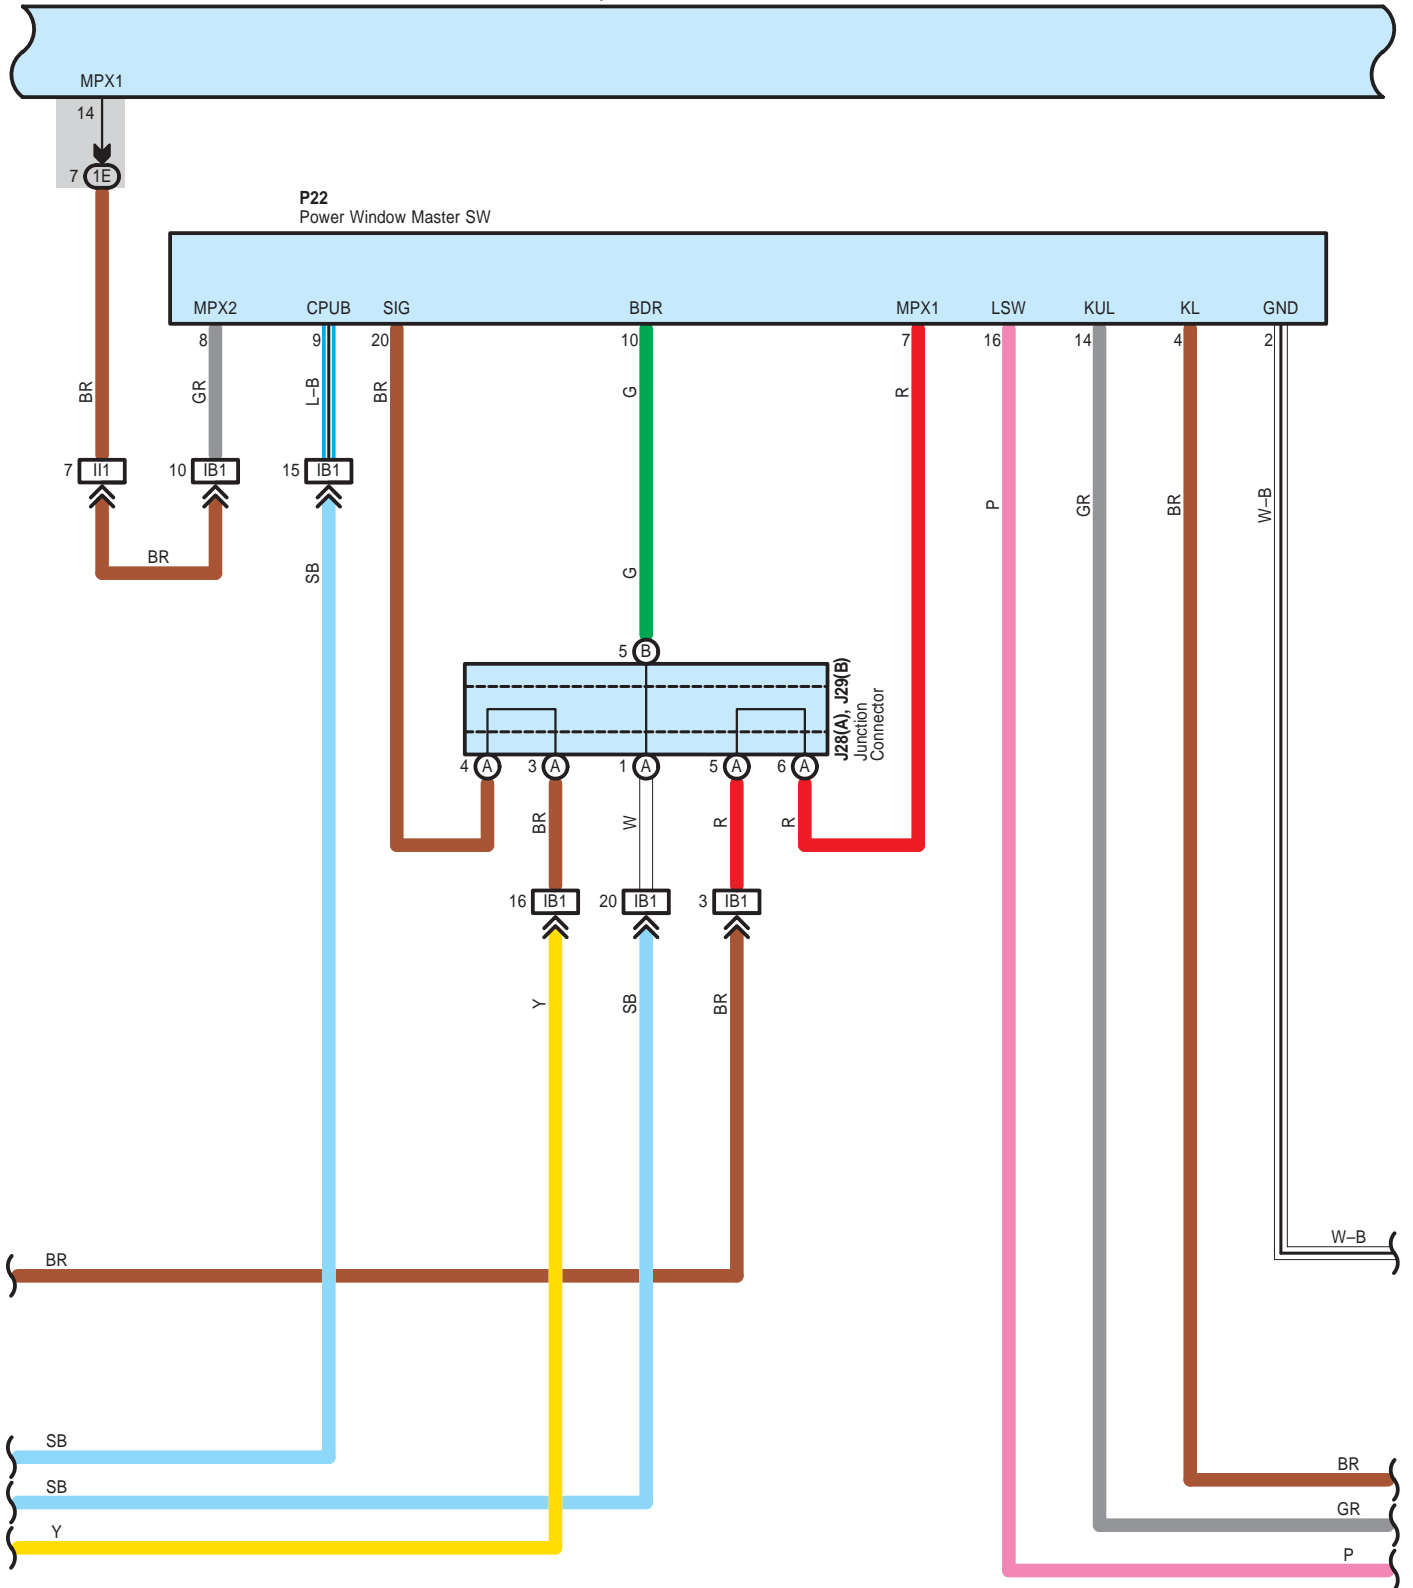 MPX1
14
7 1E
P22
Power Window Master SW
MPX2 CPUB SIG BDR MPX1 LSW KUL KL GND
8 9 20 10 7 16 14 4 2
BR GR L–B BR G R
7 II1 10 IB1 15 IB1
P GR BR W–B
BR SB G
5 B
J28(A), J29(B)
Junction
Connector
4 A 3 A 1 A 5 A 6 A
BR W R R
16 IB1 20 IB1 3 IB1
Y SB BR
W–B
BR
SB
BR
SB
GR
Y
P